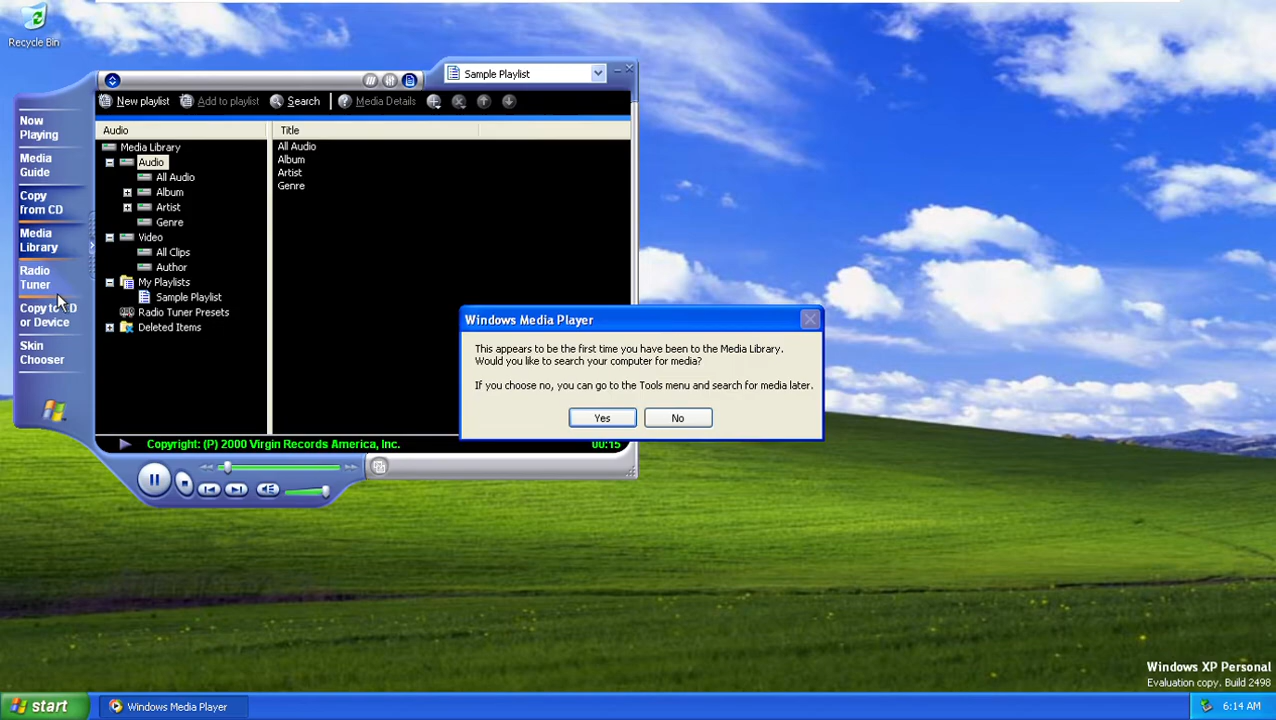 Recycle Bin
Sample Playlist
New playlist
Add to playlist
Search
Media Details
Now
Playing
Media
Guide
Copy
from CD
Media
Library
Radio
Tuner
Copy to CD
or Device
Skin
Chooser
Audio
Title
Media Library
Audio
All Audio
Album
Artist
Genre
Video
All Clips
Author
My Playlists
Sample Playlist
Radio Tuner Presets
Deleted Items
All Audio
Album
Artist
Genre
Windows Media Player
This appears to be the first time you have been to the Media Library.
Would you like to search your computer for media?
If you choose no, you can go to the Tools menu and search for media later.
Yes
No
Copyright: (P) 2000 Virgin Records America, Inc.
00:15
Windows XP Personal
Evaluation copy. Build 2498
start
Windows Media Player
6:14 AM